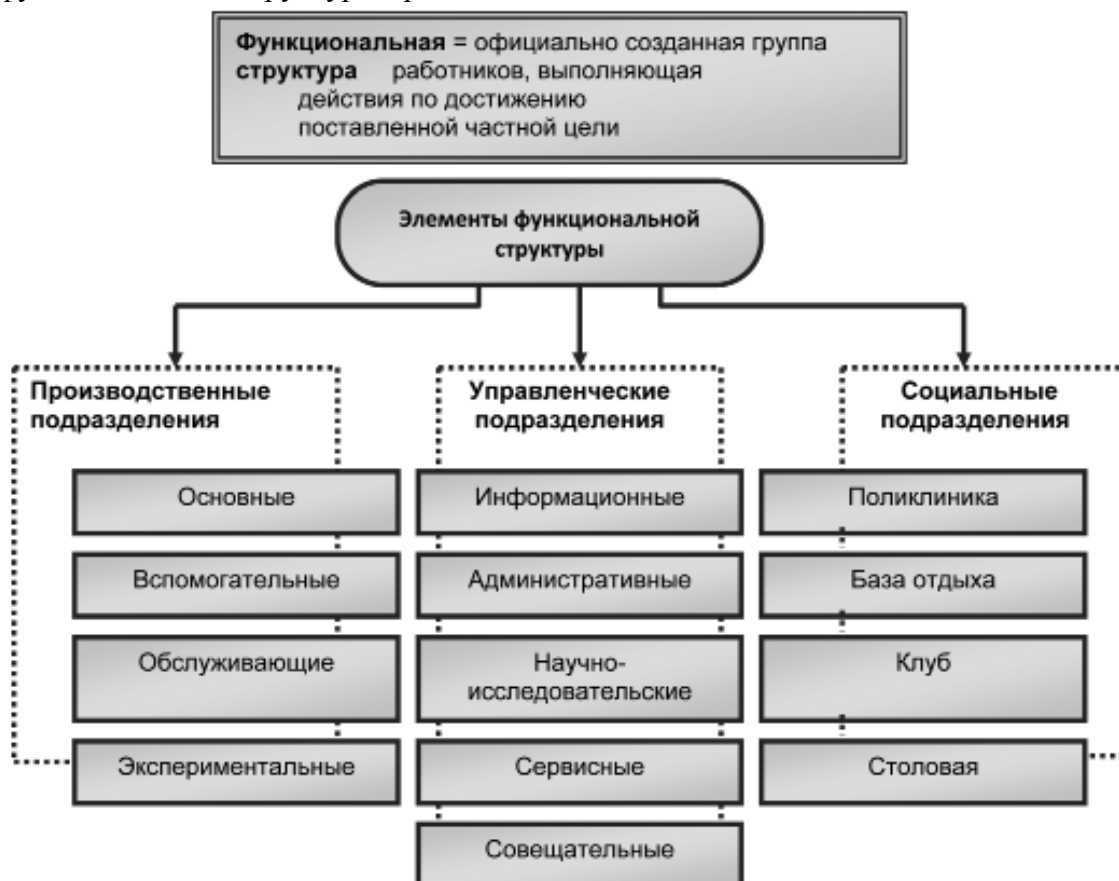 Функциональная = официально созданная группа
структура работников, выполняющая
действия по достижению
поставленной частной цели
Элементы функциональной
структуры
Производственные
подразделения
Основные
Вспомогательные
Обслуживающие
Экспериментальные
Управленческие
подразделения
Информационные
Административные
Научно-
исследовательские
Сервисные
Совещательные
Социальные
подразделения
Поликлиника
База отдыха
Клуб
Столовая